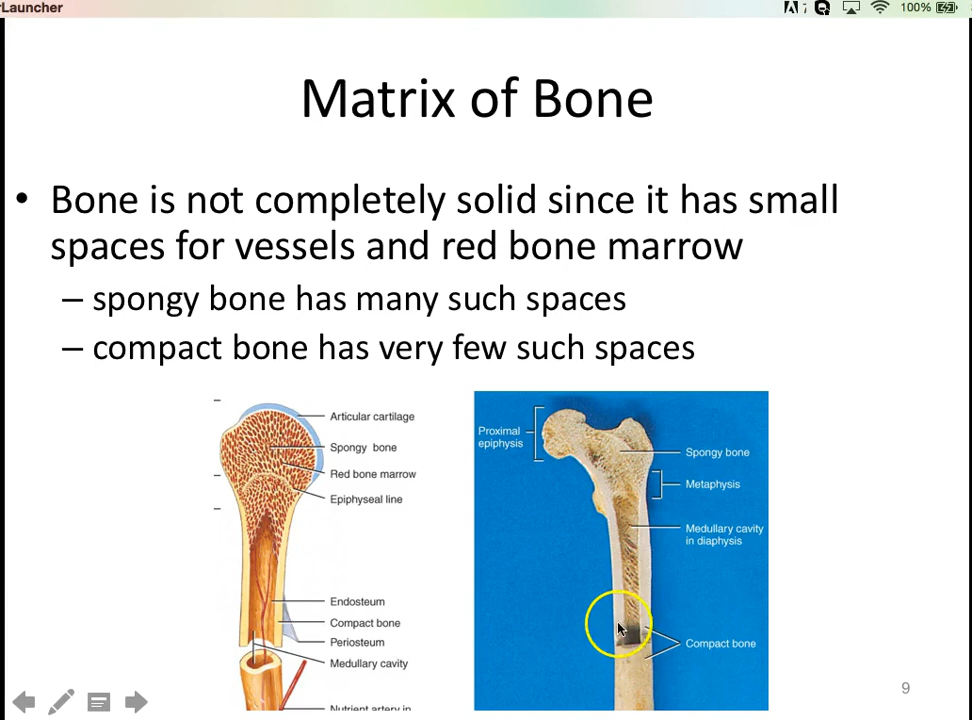 Launcher
7
100%
Matrix of Bone
• Bone is not completely solid since it has small
spaces for vessels and red bone marrow
– spongy bone has many such spaces
– compact bone has very few such spaces
Articular cartilage
Spongy bone
Red bone marrow
Epiphyseal line
Endosteum
Compact bone
Periosteum
Medullary cavity
Nutrient artery in
Proximal
epiphysis
Spongy bone
Metaphysis
Medullary cavity
in diaphysis
Compact bone
9